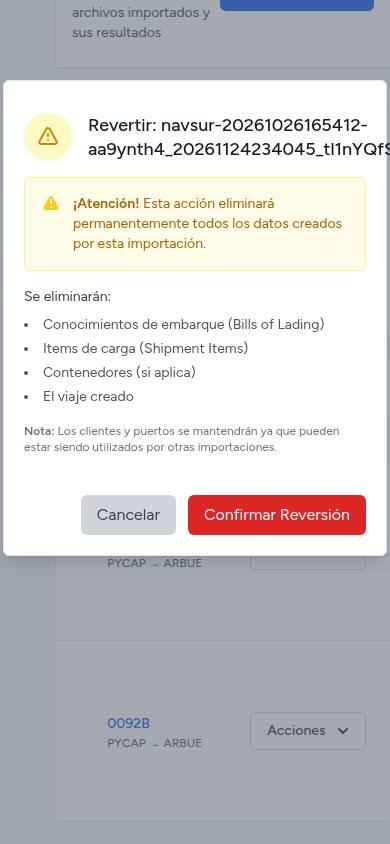 archivos importados y
sus resultados
Revertir: navsur-20261026165412-
aa9ynth4_20261124234045_tl1nYQfS
¡Atención! Esta acción eliminará
permanentemente todos los datos creados
por esta importación.
Se eliminarán:
• Conocimientos de embarque (Bills of Lading)
• Items de carga (Shipment Items)
• Contenedores (si aplica)
• El viaje creado
Nota: Los clientes y puertos se mantendrán ya que pueden
estar siendo utilizados por otras importaciones.
Cancelar Confirmar Reversión
PYCAP → ARBUE
0092B
PYCAP → ARBUE
Acciones